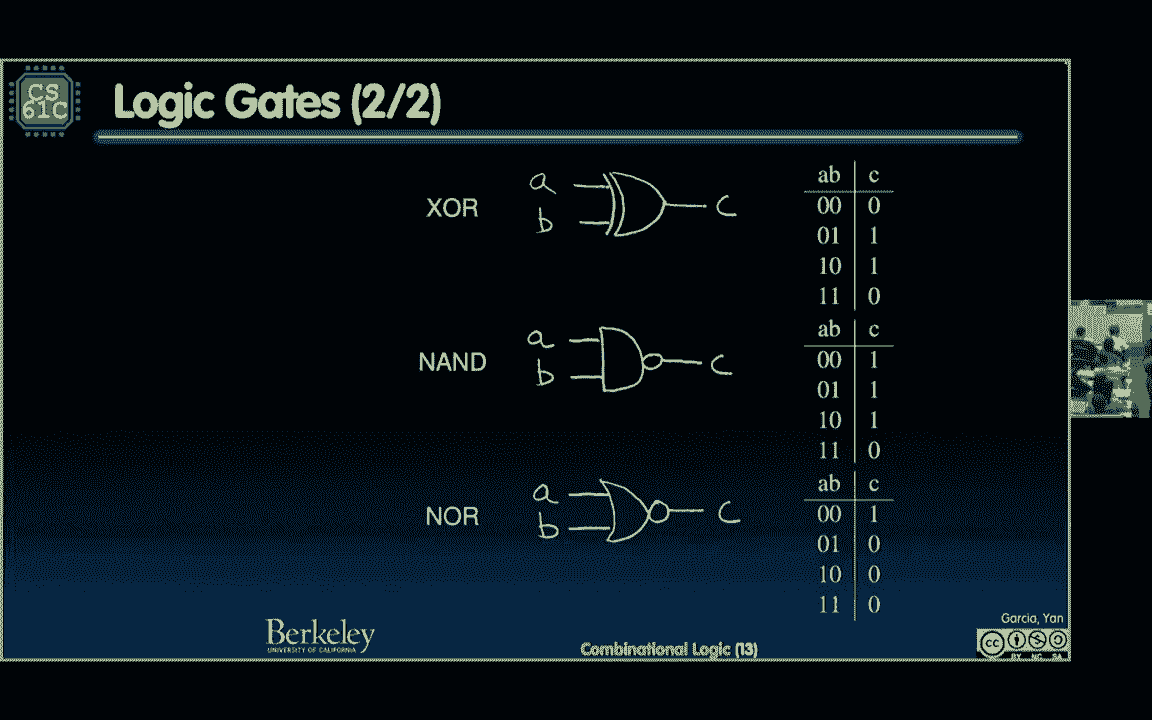 CS
61C
Logic Gates (2/2)
XOR
a
b
c
ab c
00 0
01 1
10 1
11 0
NAND
a
b
c
ab c
00 1
01 1
10 1
11 0
NOR
a
b
c
ab c
00 1
01 0
10 0
11 0
Berkeley
UNIVERSITY OF CALIFORNIA
Combinational Logic (13)
Garcia, Yan
cc
BY NC SA